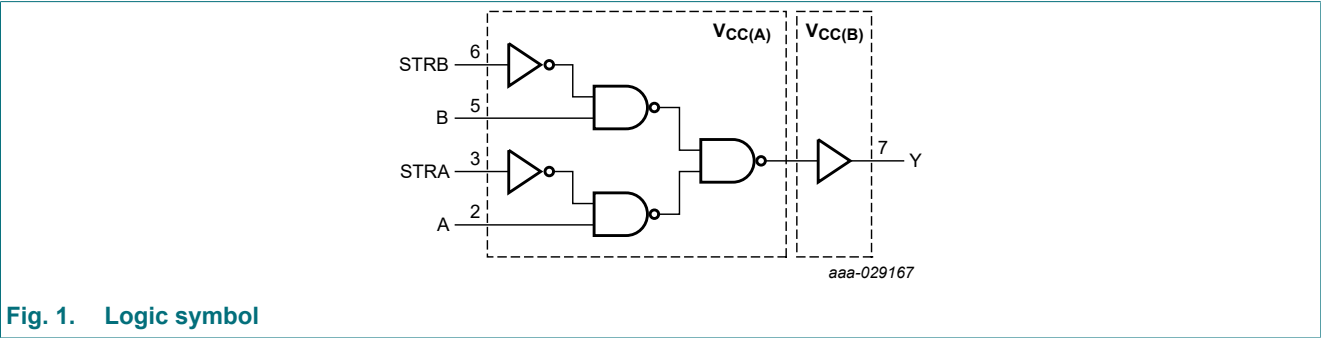 VCC(A) VCC(B)
STRB 6
B 5
STRA 3
A 2
7 Y
aaa-029167
Fig. 1. Logic symbol